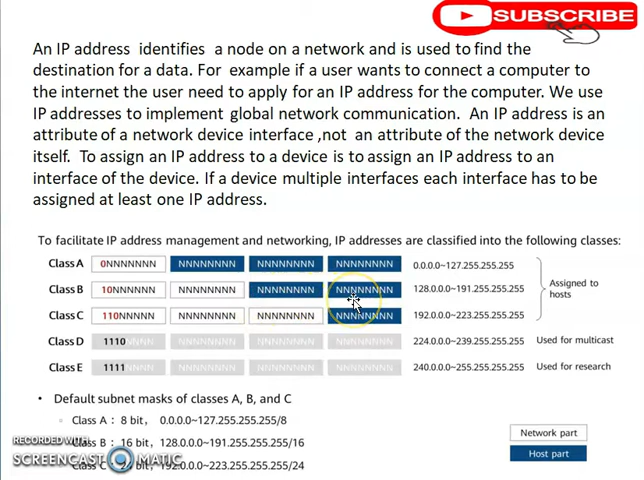 SUBSCRIBE
An IP address identifies a node on a network and is used to find the
destination for a data. For example if a user wants to connect a computer to
the internet the user need to apply for an IP address for the computer. We use
IP addresses to implement global network communication. An IP address is an
attribute of a network device interface ,not an attribute of the network device
itself. To assign an IP address to a device is to assign an IP address to an
interface of the device. If a device multiple interfaces each interface has to be
assigned at least one IP address.
To facilitate IP address management and networking, IP addresses are classified into the following classes:
Class A 0NNNNNNN NNNNNNNN NNNNNNNN NNNNNNNN 0.0.0.0~127.255.255.255
Class B 10NNNNNN NNNNNNNN NNNNNNNN NNNNNNNN 128.0.0.0~191.255.255.255
Assigned to
hosts
Class C 110NNNNN NNNNNNNN NNNNNNNN NNNNNNNN 192.0.0.0~223.255.255.255
Class D 1110NNNN NNNNNNNN NNNNNNNN NNNNNNNN 224.0.0.0~239.255.255.255 Used for multicast
Class E 1111NNNN NNNNNNNN NNNNNNNN NNNNNNNN 240.0.0.0~255.255.255.255 Used for research
• Default subnet masks of classes A, B, and C
Class A : 8 bit, 0.0.0.0~127.255.255.255/8
Class B : 16 bit, 128.0.0.0~191.255.255.255/16
Class C : 24 bit, 192.0.0.0~223.255.255.255/24
Network part
Host part
RECORDED WITH
SCREENCAST MATIC